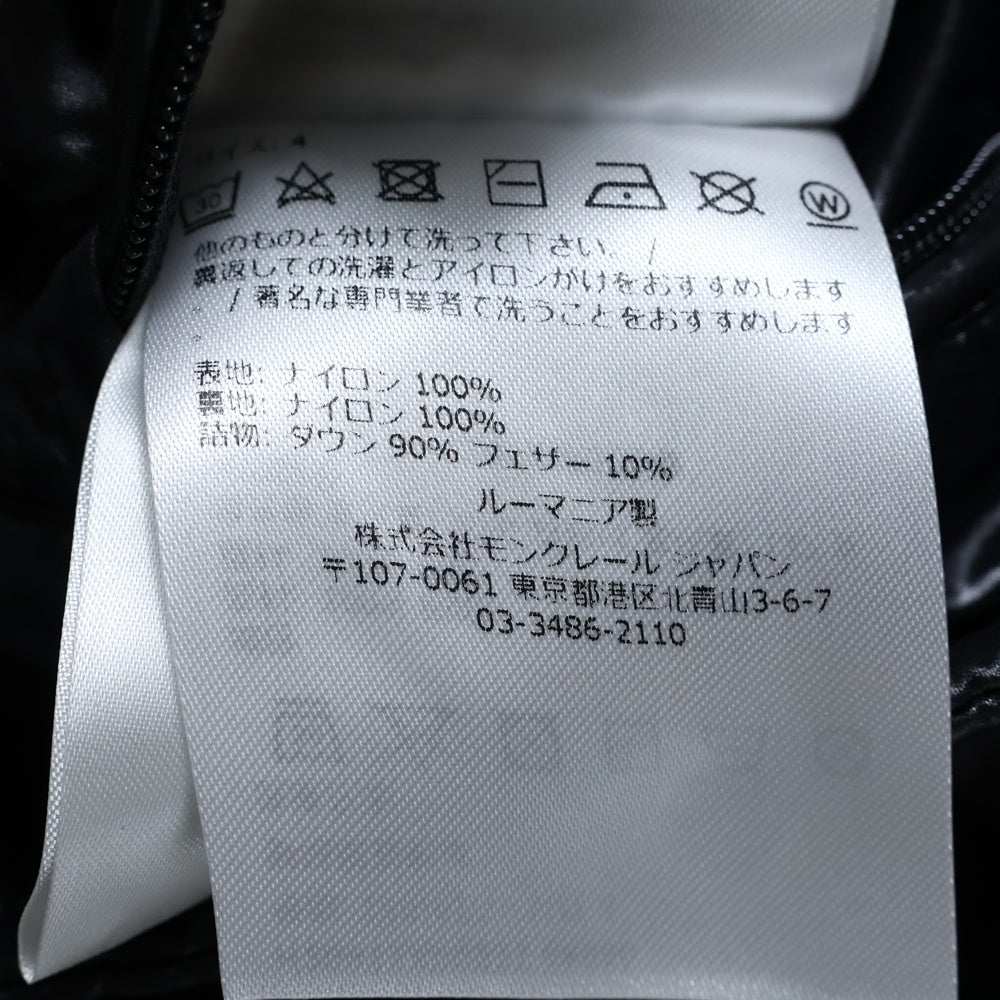 サイズ: 4
30
W
他のものと分けて洗って下さい。 /
裏返しての洗濯とアイロンかけをおすすめします
。 / 著名な専門業者で洗うことをおすすめします
。
表地: ナイロン 100%
裏地: ナイロン 100%
詰物: ダウン 90% フェザー 10%
ルーマニア製
株式会社モンクレール ジャパン
〒107-0061 東京都港区北青山3-6-7
03-3486-2110